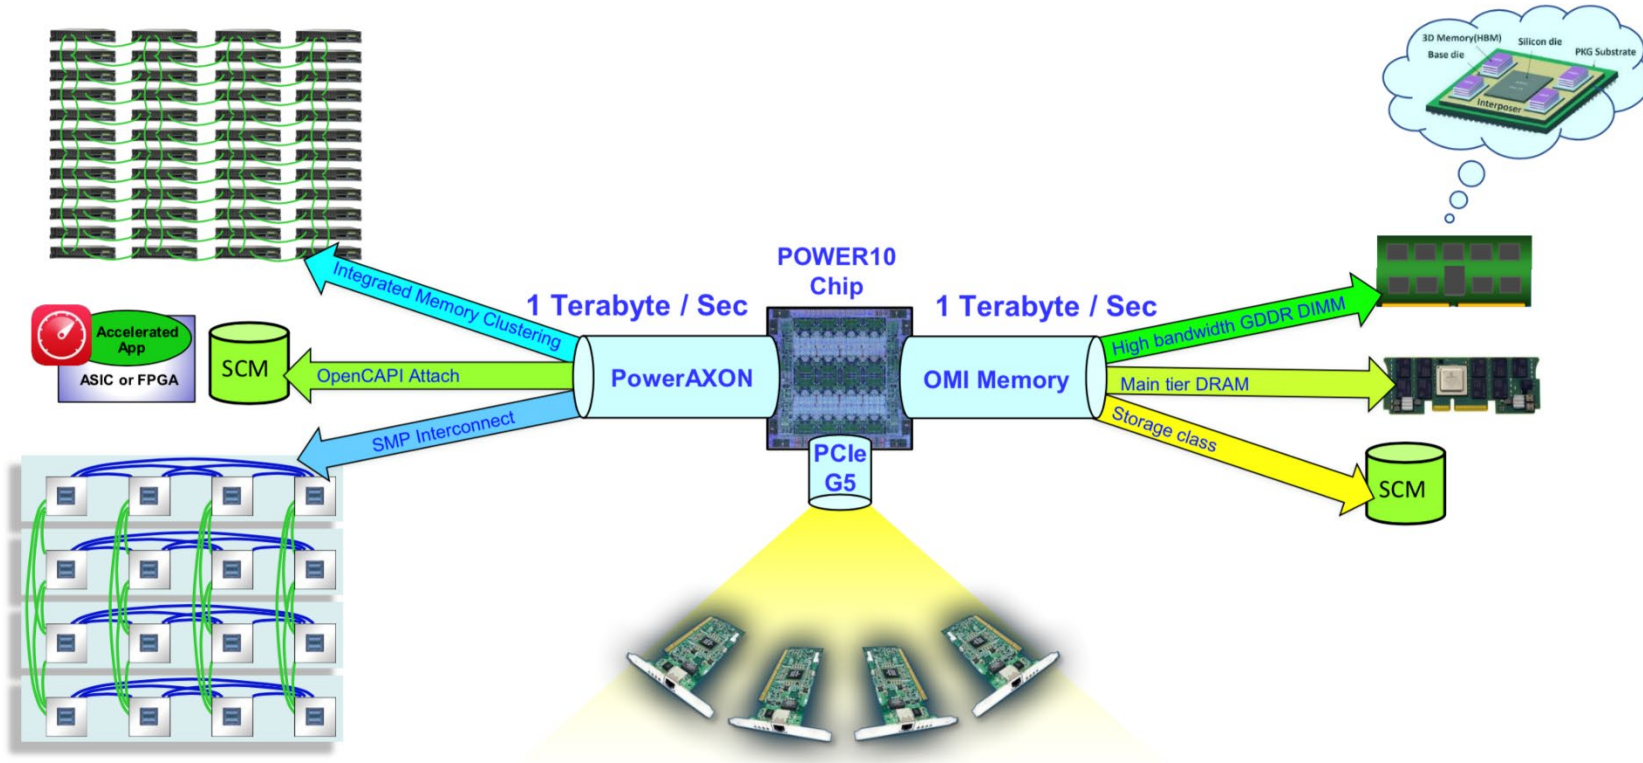 3D Memory(HBM)
Silicon die
Base die
PKG Substrate
Interposer
POWER10
Chip
1 Terabyte / Sec
1 Terabyte / Sec
Integrated Memory Clustering
High bandwidth GDDR DIMM
Accelerated
App
ASIC or FPGA
SCM
OpenCAPI Attach
PowerAXON
OMI Memory
Main tier DRAM
SMP Interconnect
Storage class
PCIe
G5
SCM